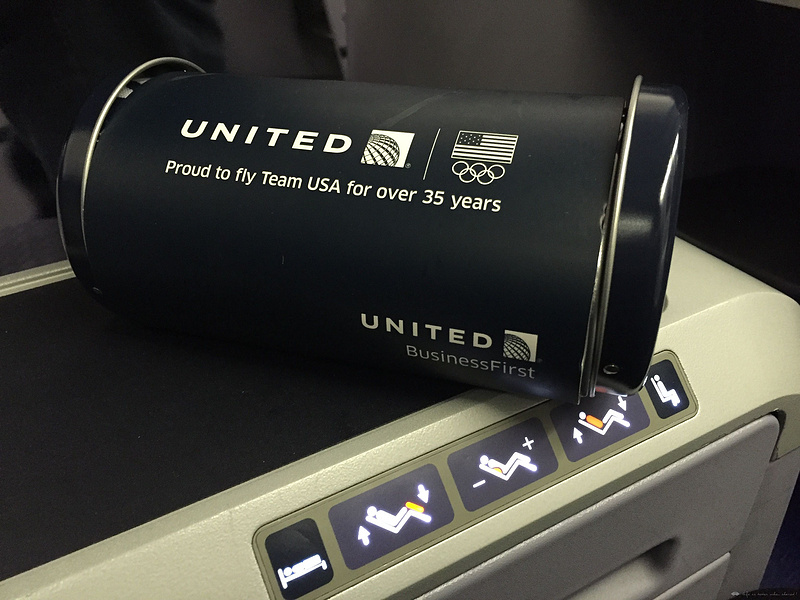 UNITED
Proud to fly Team USA for over 35 years
UNITED
BusinessFirst